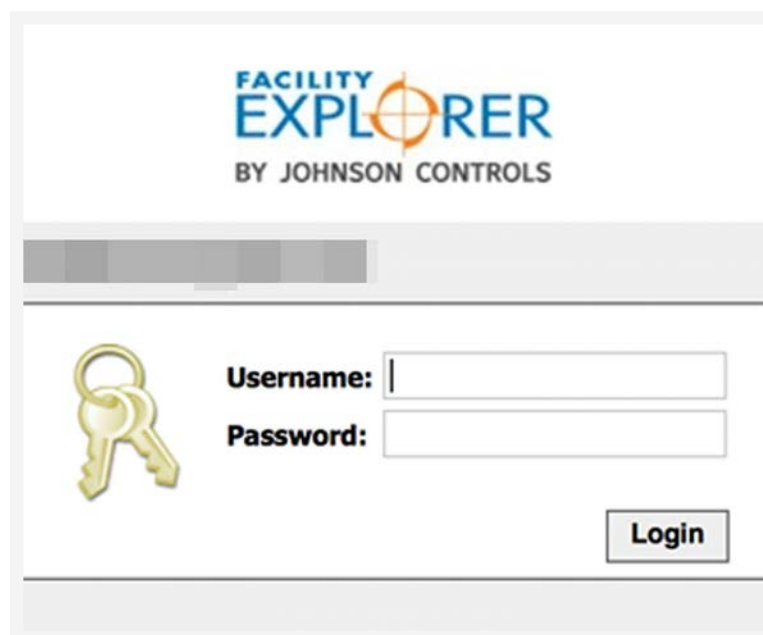 FACILITY
EXPLORER
BY JOHNSON CONTROLS
Username:
Password:
Login